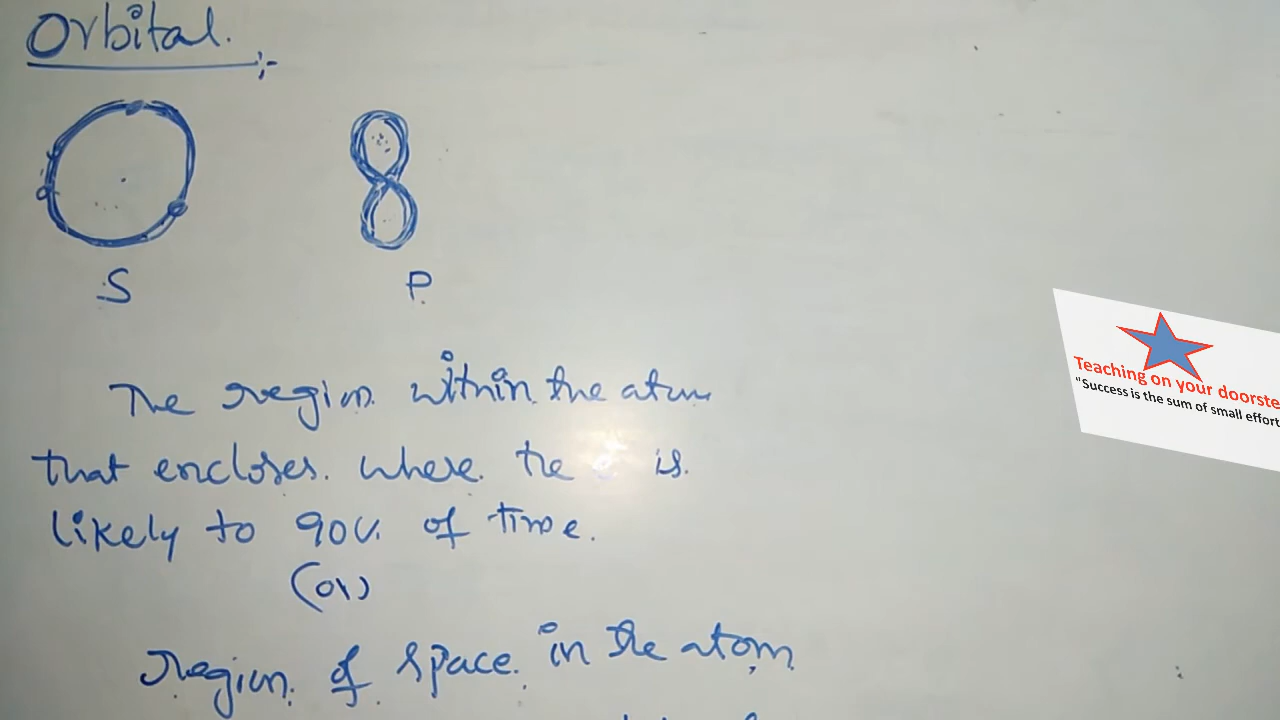 Orbital.
S
P
The region within the atom
that encloses where the is
likely to 90% of time.
(or)
region of space in the atom
Teaching on your doorste
"Success is the sum of small effort